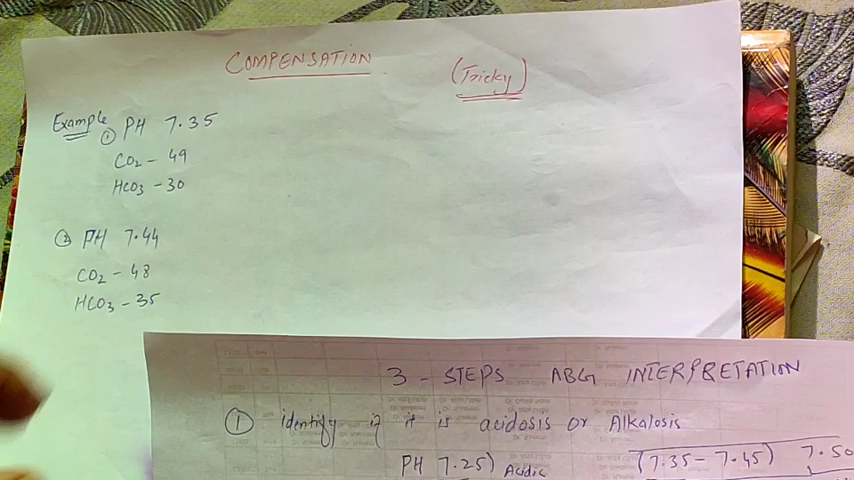 COMPENSATION (Tricky)
Example ① PH 7.35
CO2 - 49
HCO3 - 30
② PH 7.44
CO2 - 48
HCO3 - 35
3 - STEPS ABG INTERPRETATION
① identify if it is acidosis or Alkalosis
PH 7.25) Acidic (7.35 - 7.45) 7.50